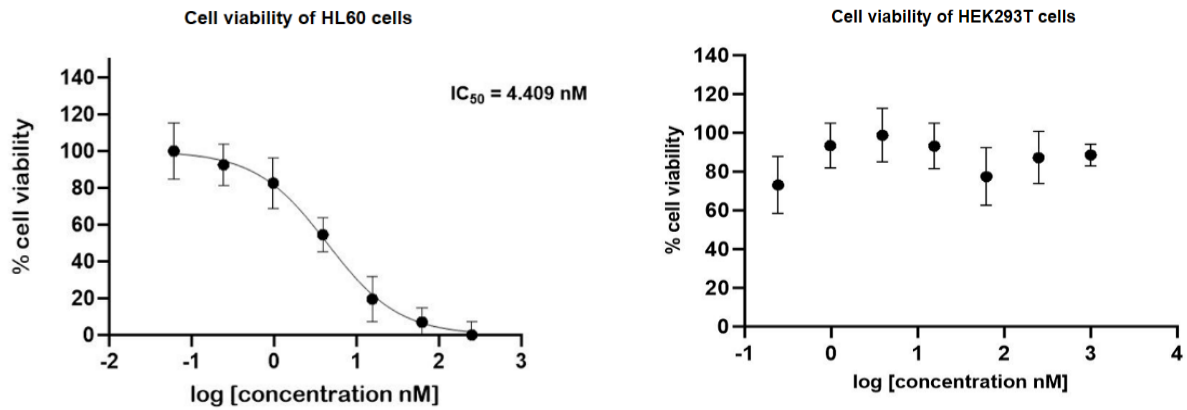 Cell viability of HL60 cells
IC50 = 4.409 nM
% cell viability
140
120
100
80
60
40
20
0
-2 -1 0 1 2 3
log [concentration nM]
Cell viability of HEK293T cells
% cell viability
140
120
100
80
60
40
20
0
-1 0 1 2 3 4
log [concentration nM]